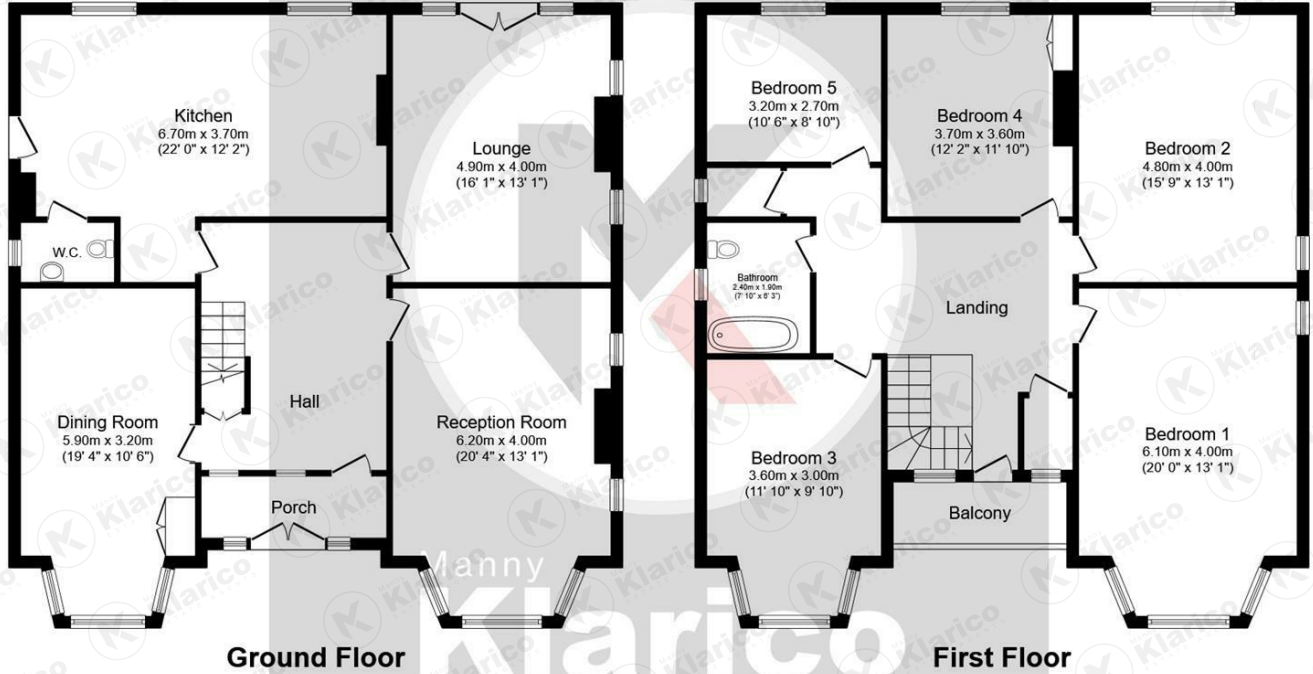 Kitchen
6.70m x 3.70m
(22' 0" x 12' 2")
Lounge
4.90m x 4.00m
(16' 1" x 13' 1")
W.C.
Dining Room
5.90m x 3.20m
(19' 4" x 10' 6")
Hall
Reception Room
6.20m x 4.00m
(20' 4" x 13' 1")
Porch
Ground Floor
Bedroom 5
3.20m x 2.70m
(10' 6" x 8' 10")
Bedroom 4
3.70m x 3.60m
(12' 2" x 11' 10")
Bedroom 2
4.80m x 4.00m
(15' 9" x 13' 1")
Bathroom
2.40m x 1.90m
(7' 10" x 6' 3")
Landing
Bedroom 3
3.60m x 3.00m
(11' 10" x 9' 10")
Bedroom 1
6.10m x 4.00m
(20' 0" x 13' 1")
Balcony
First Floor
Manny
Klarico